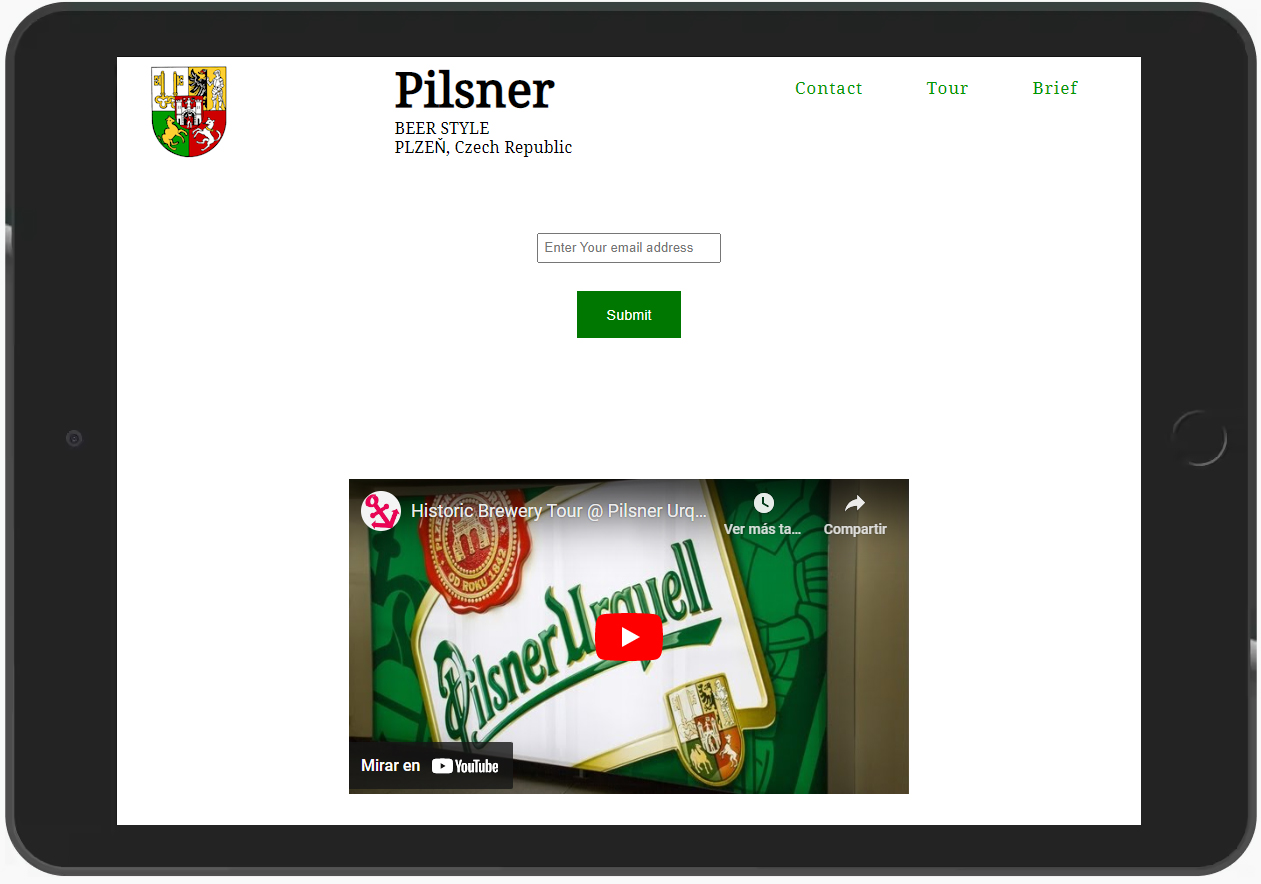 Pilsner
BEER STYLE
PLZEŇ, Czech Republic
Contact Tour Brief
Enter Your email address
Submit
Historic Brewery Tour @ Pilsner Urq...
Ver más ta...
Compartir
OD ROKU 1842
Pilsner Urquell
Mirar en YouTube